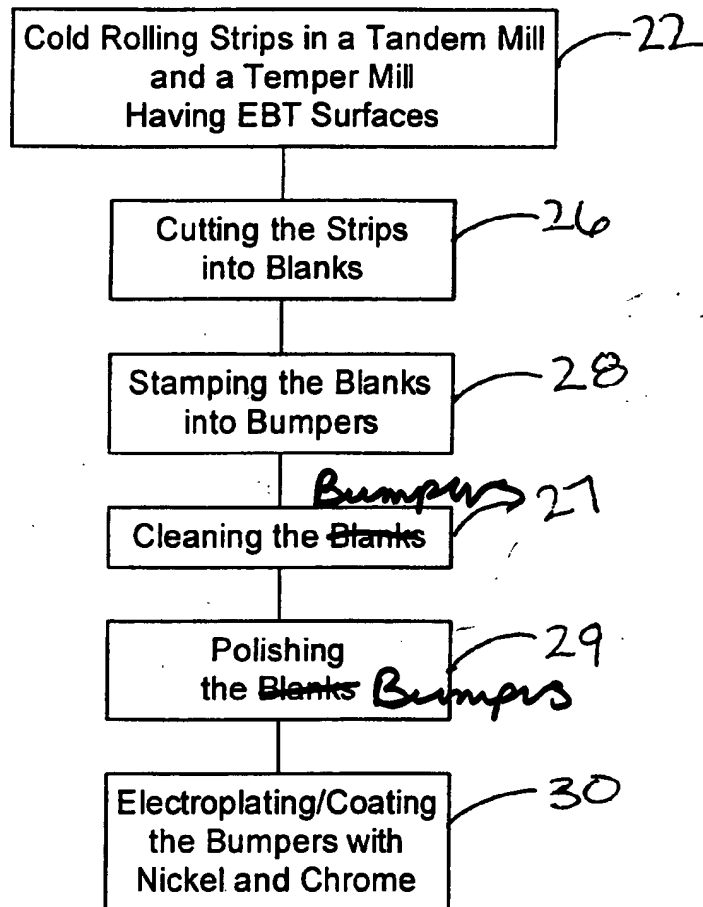 Cold Rolling Strips in a Tandem Mill 22
and a Temper Mill
Having EBT Surfaces
Cutting the Strips 26
into Blanks
Stamping the Blanks 28
into Bumpers
Bumpers
Cleaning the Blanks 27
Polishing 29
the Blanks Bumpers
Electroplating/Coating 30
the Bumpers with
Nickel and Chrome